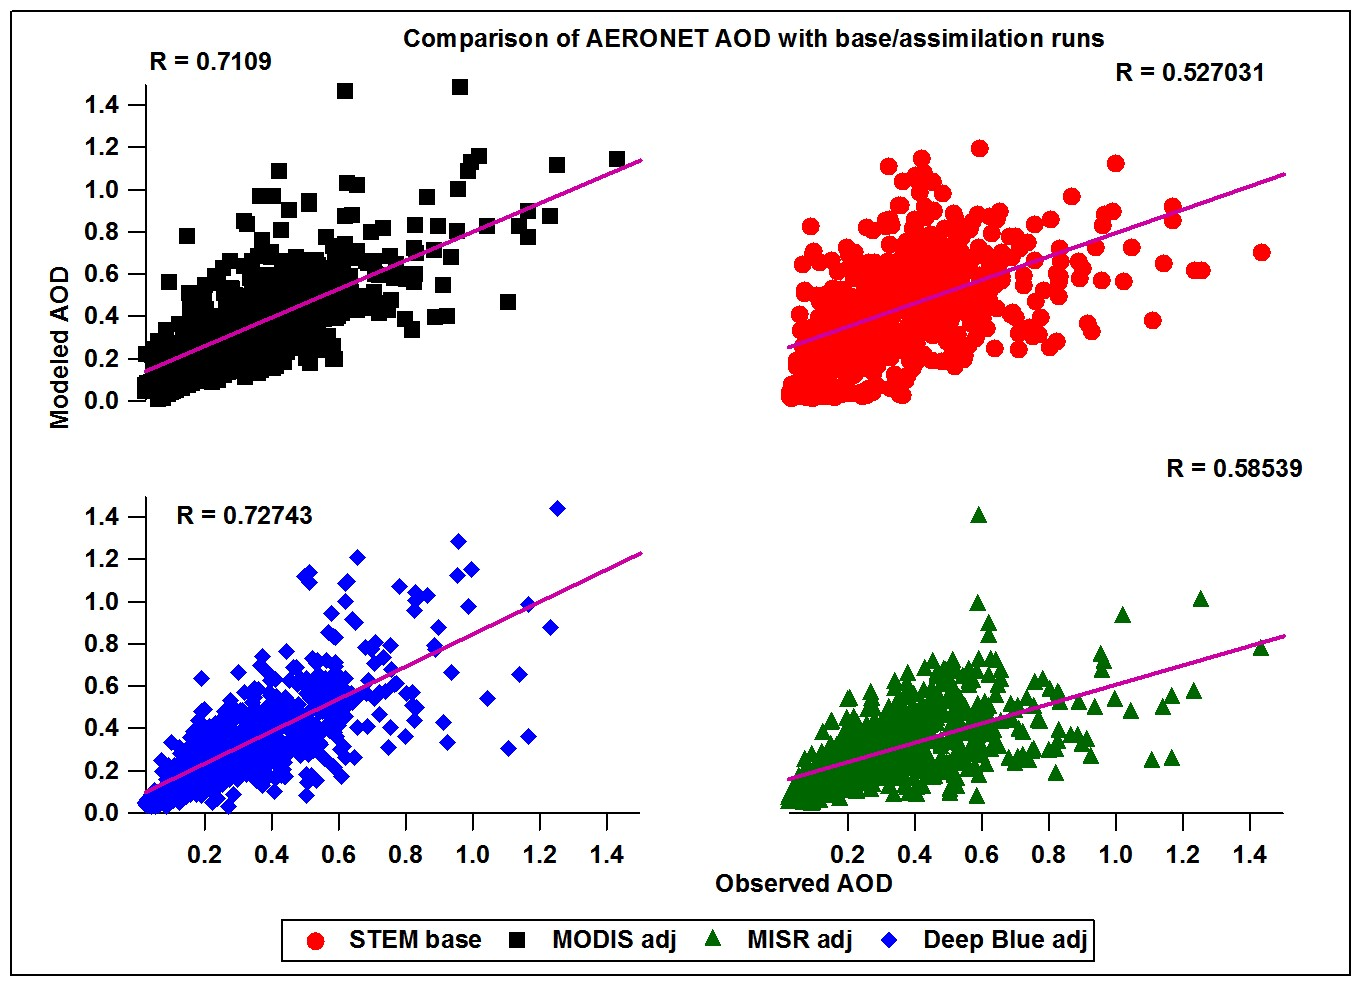 Comparison of AERONET AOD with base/assimilation runs
R = 0.7109
R = 0.527031
1.4
1.2
1.0
0.8
0.6
0.4
0.2
0.0
Modeled AOD
R = 0.58539
R = 0.72743
1.4
1.2
1.0
0.8
0.6
0.4
0.2
0.0
0.2 0.4 0.6 0.8 1.0 1.2 1.4
0.2 0.4 0.6 0.8 1.0 1.2 1.4
Observed AOD
STEM base MODIS adj MISR adj Deep Blue adj